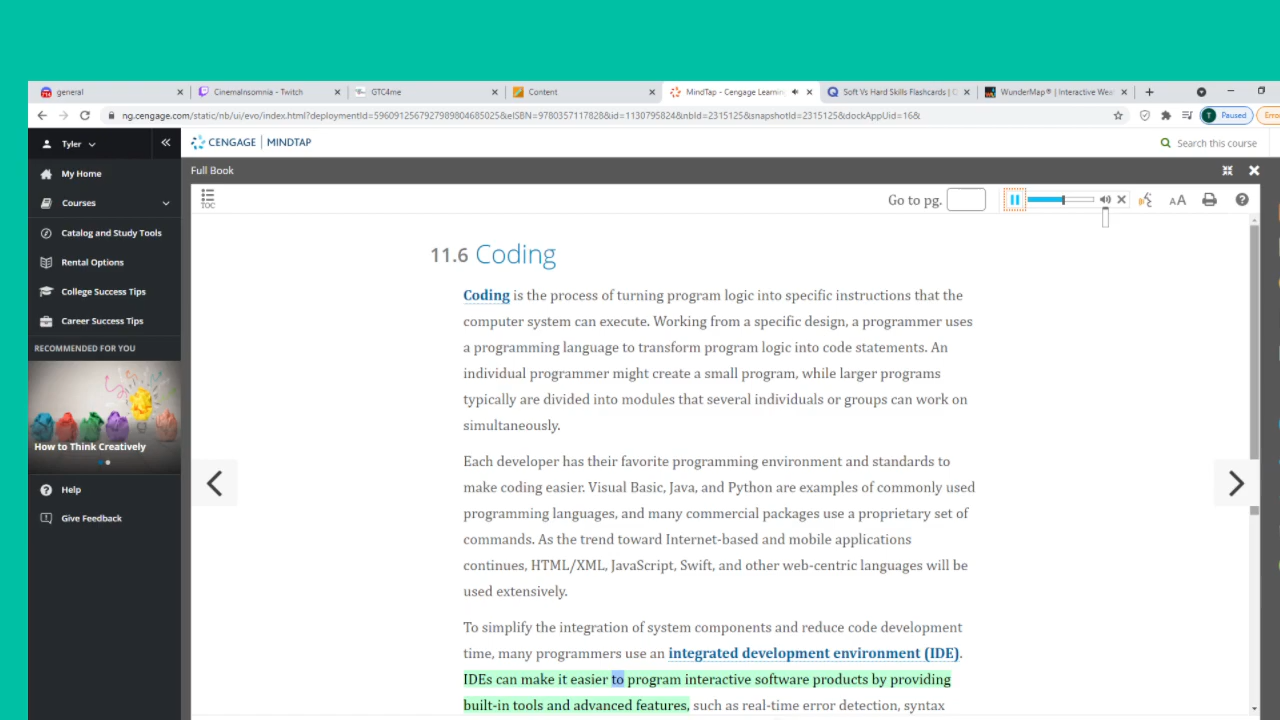 general
CinemaInsomnia - Twitch
GTC4me
Content
MindTap - Cengage Learning
Soft Vs Hard Skills Flashcards | Q
WunderMap® | Interactive Wea
ng.cengage.com/static/nb/ui/evo/index.html?deploymentId=59609125679279898046850 25&eISBN=9780357117828&id=1130795824&nbId=2315125&snapshotId=2315125&dockAppUid=16&
T Paused
Erro
Tyler
CENGAGE | MINDTAP
Search this course
My Home
Full Book
Courses
TOC
Go to pg.
AA
Catalog and Study Tools
Rental Options
College Success Tips
Career Success Tips
RECOMMENDED FOR YOU
How to Think Creatively
Help
Give Feedback
11.6 Coding
Coding is the process of turning program logic into specific instructions that the
computer system can execute. Working from a specific design, a programmer uses
a programming language to transform program logic into code statements. An
individual programmer might create a small program, while larger programs
typically are divided into modules that several individuals or groups can work on
simultaneously.
Each developer has their favorite programming environment and standards to
make coding easier. Visual Basic, Java, and Python are examples of commonly used
programming languages, and many commercial packages use a proprietary set of
commands. As the trend toward Internet-based and mobile applications
continues, HTML/XML, JavaScript, Swift, and other web-centric languages will be
used extensively.
To simplify the integration of system components and reduce code development
time, many programmers use an integrated development environment (IDE).
IDEs can make it easier to program interactive software products by providing
built-in tools and advanced features, such as real-time error detection, syntax